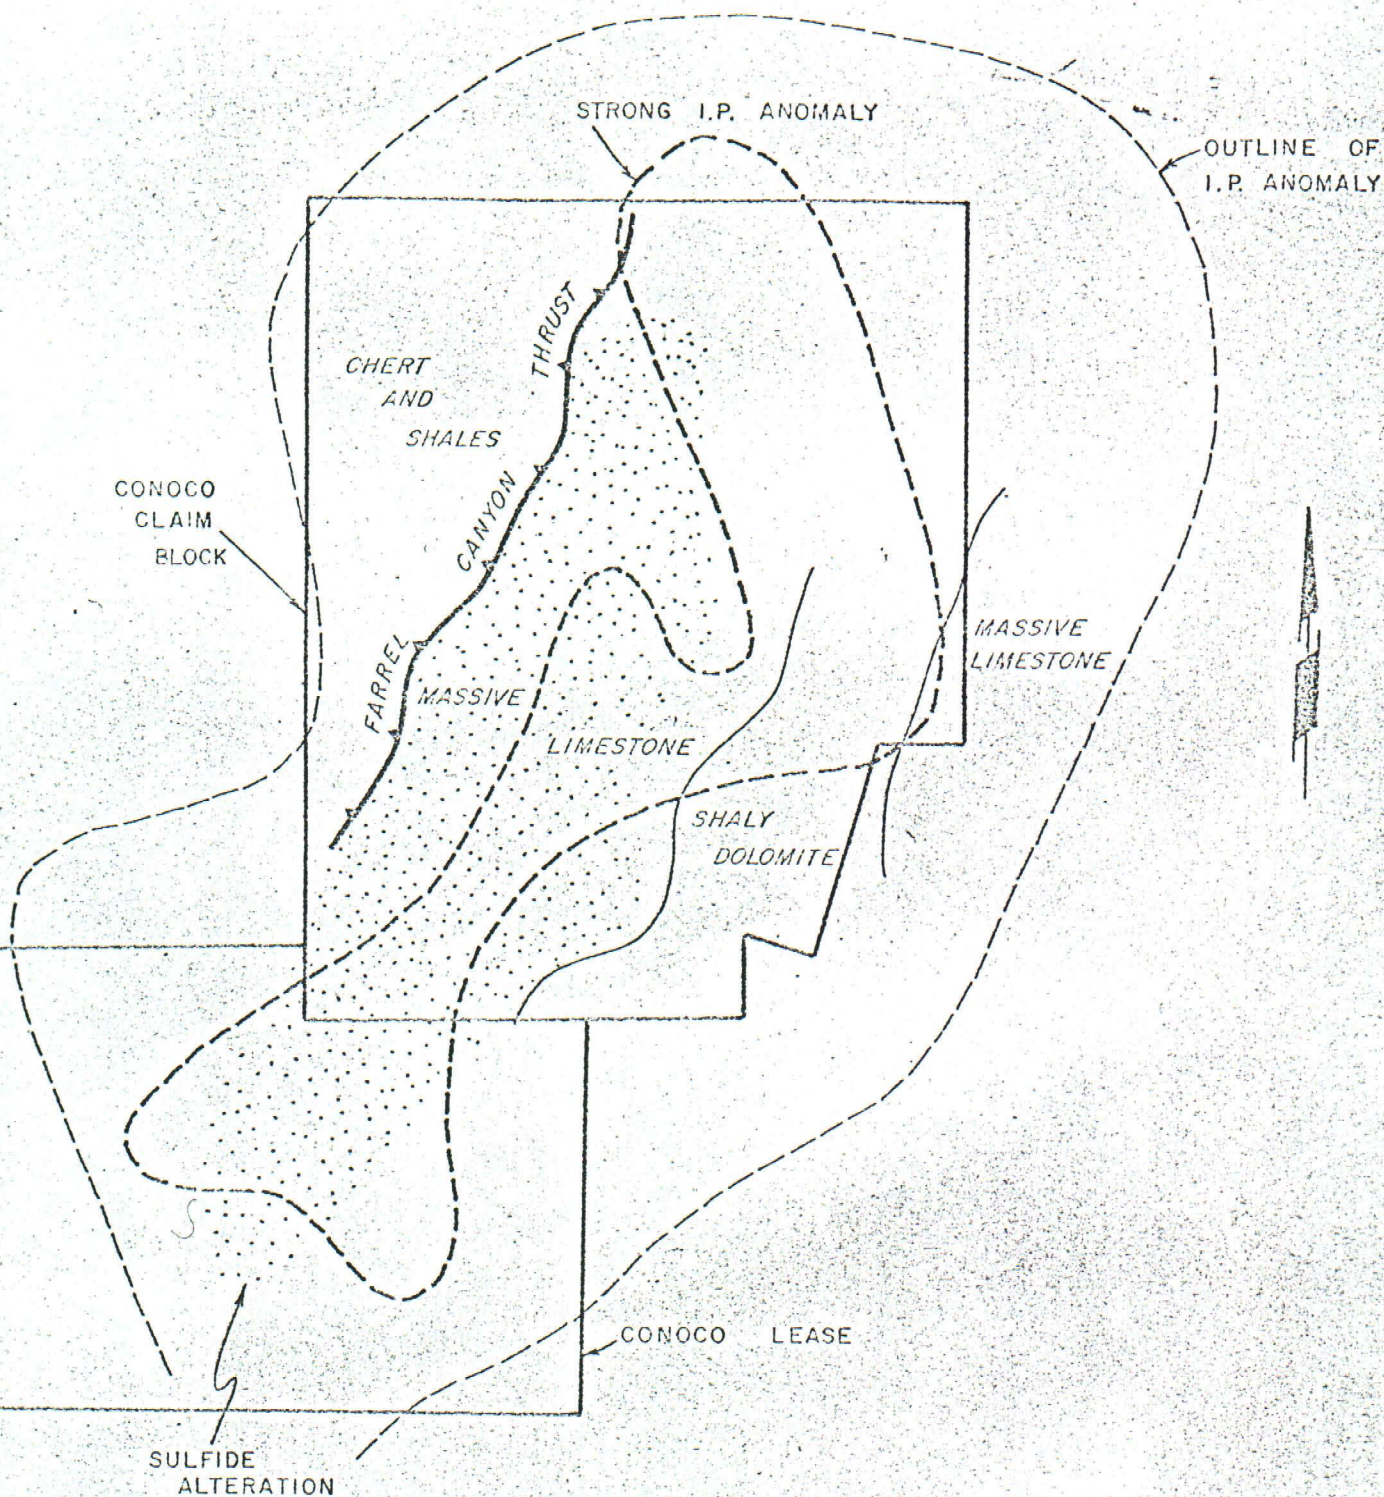 STRONG I.P. ANOMALY
OUTLINE OF
I.P. ANOMALY
THRUST
CHERT
AND
SHALES
CONOCO
CLAIM
BLOCK
CANYON
FARREL
MASSIVE
LIMESTONE
MASSIVE
LIMESTONE
SHALY
DOLOMITE
CONOCO LEASE
SULFIDE
ALTERATION